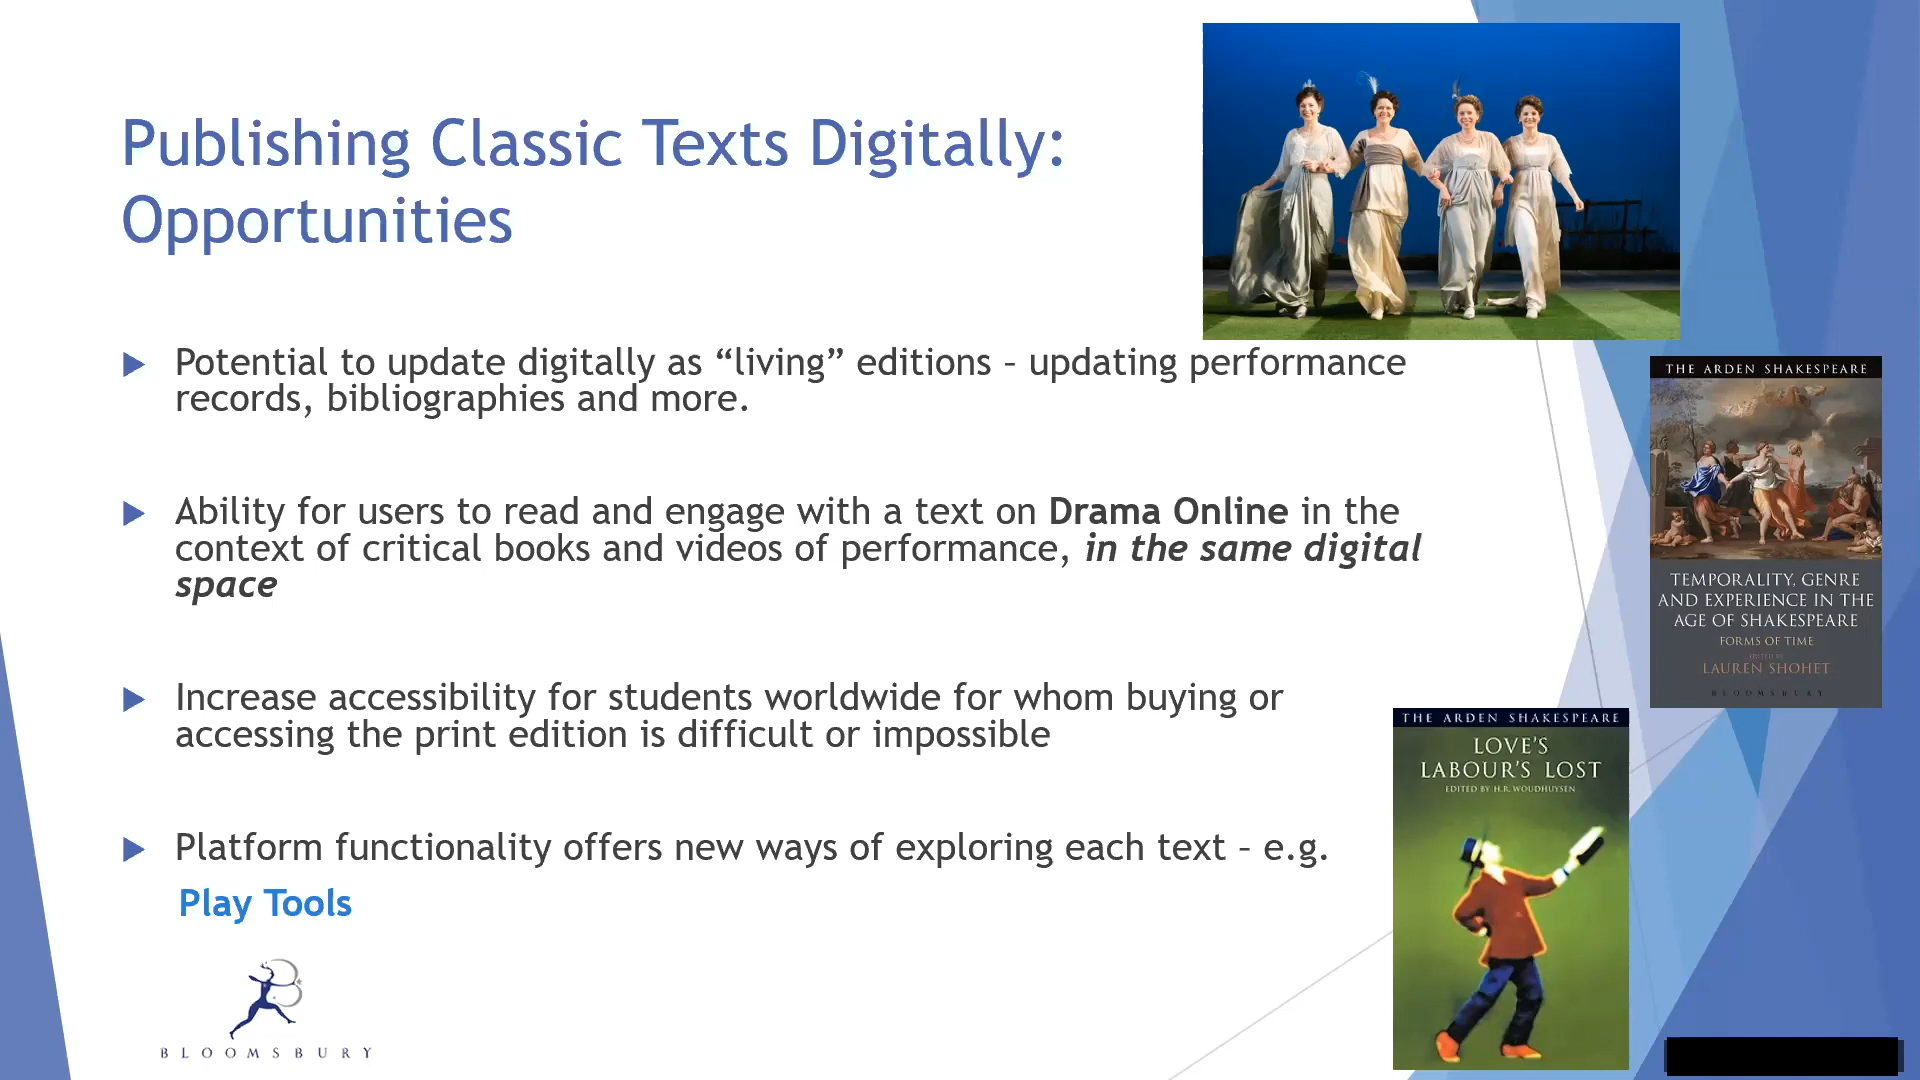 Publishing Classic Texts Digitally:
Opportunities
Potential to update digitally as “living” editions – updating performance
records, bibliographies and more.
Ability for users to read and engage with a text on Drama Online in the
context of critical books and videos of performance, in the same digital
space
Increase accessibility for students worldwide for whom buying or
accessing the print edition is difficult or impossible
Platform functionality offers new ways of exploring each text – e.g.
Play Tools
BLOOMSBURY
THE ARDEN SHAKESPEARE
TEMPORALITY, GENRE
AND EXPERIENCE IN THE
AGE OF SHAKESPEARE
FORMS OF TIME
EDITED BY
LAUREN SHOHET
BLOOMSBURY
THE ARDEN SHAKESPEARE
LOVE'S
LABOUR'S LOST
EDITED BY H.R. WOUDHUYSEN